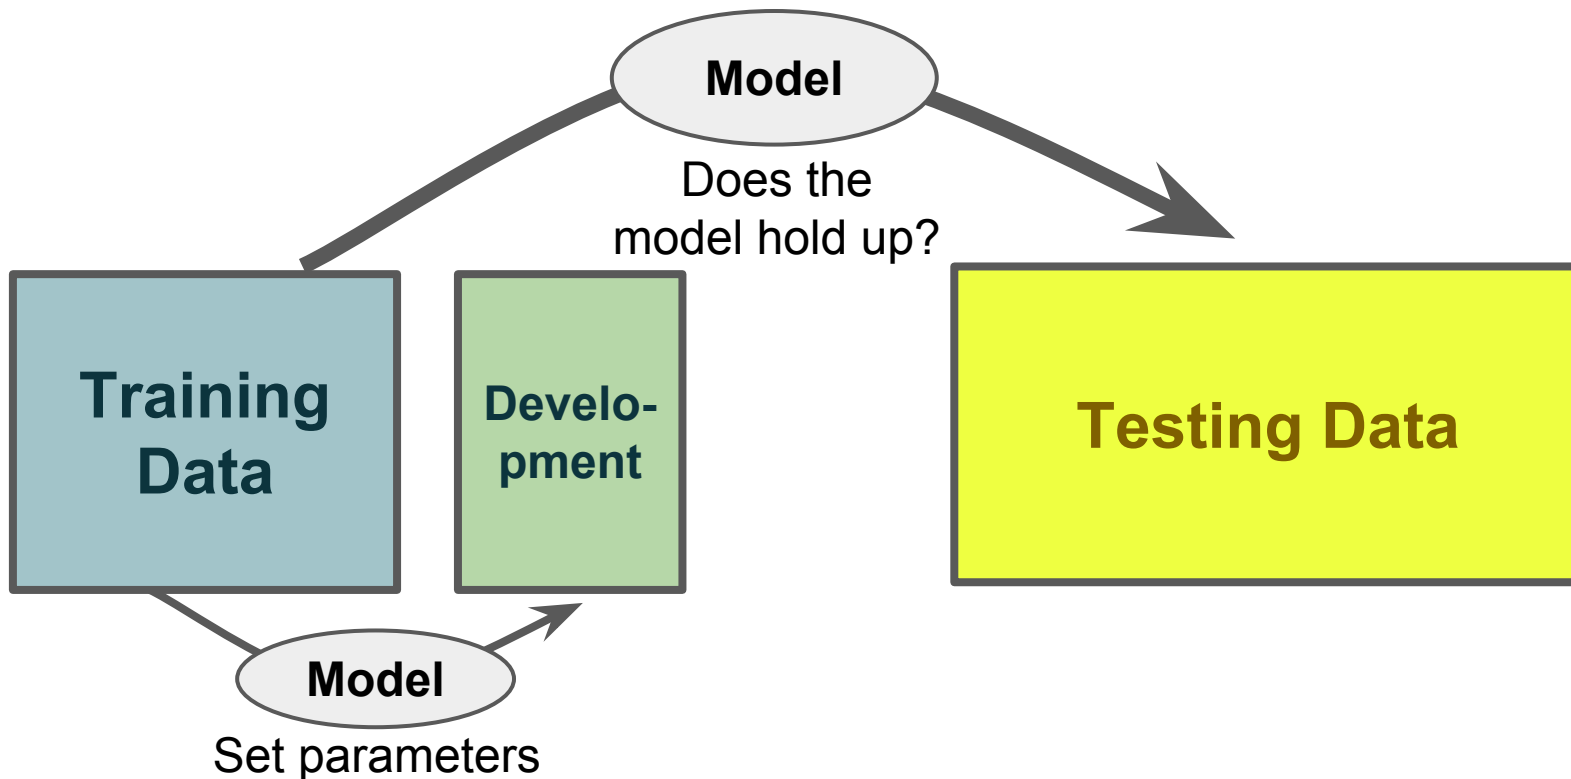 Model
Does the
model hold up?
Training
Data
Develo-
pment
Testing Data
Model
Set parameters